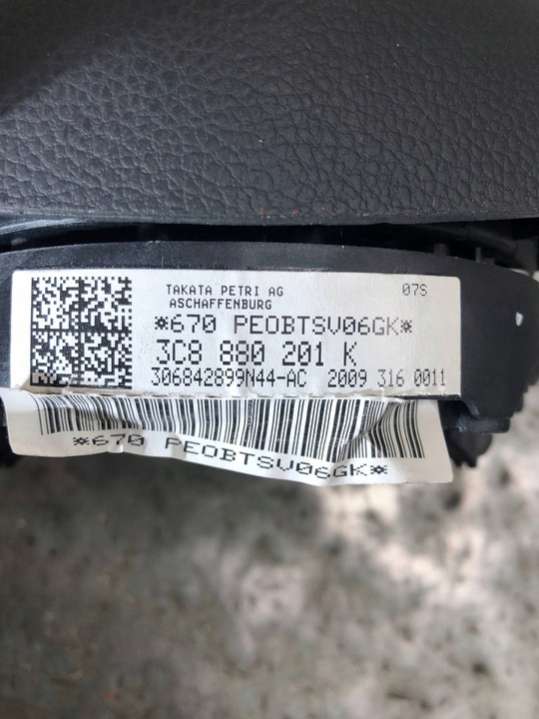 TAKATA PETRI AG 07S
ASCHAFFENBURG
*670 PEOBTSV06GK*
3C8 880 201 K
306842899N44-AC 2009 316 0011
*670 PEOBTSV06GK*